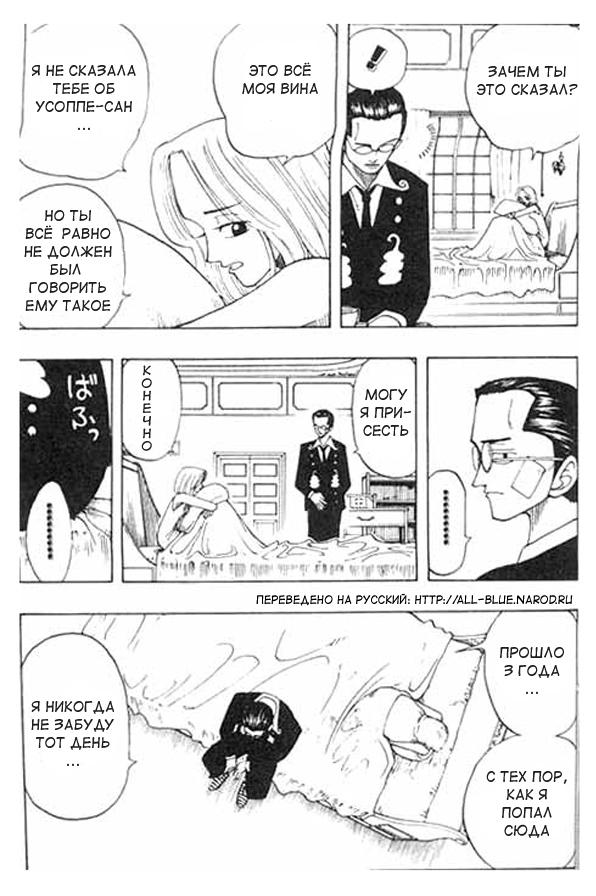 ЗАЧЕМ ТЫ
ЭТО СКАЗАЛ?
!
ЭТО ВСЁ
МОЯ ВИНА
Я НЕ СКАЗАЛА
ТЕБЕ ОБ
УСОППЕ-САН
...
НО ТЫ
ВСЁ РАВНО
НЕ ДОЛЖЕН
БЫЛ
ГОВОРИТЬ
ЕМУ ТАКОЕ
.........
МОГУ
Я ПРИ-
СЕСТЬ
КОНЕЧНО
ばふっ
.........
ПЕРЕВЕДЕНО НА РУССКИЙ: HTTP://ALL-BLUE.NAROD.RU
ПРОШЛО
3 ГОДА
...
С ТЕХ ПОР,
КАК Я
ПОПАЛ
СЮДА
Я НИКОГДА
НЕ ЗАБУДУ
ТОТ ДЕНЬ
...